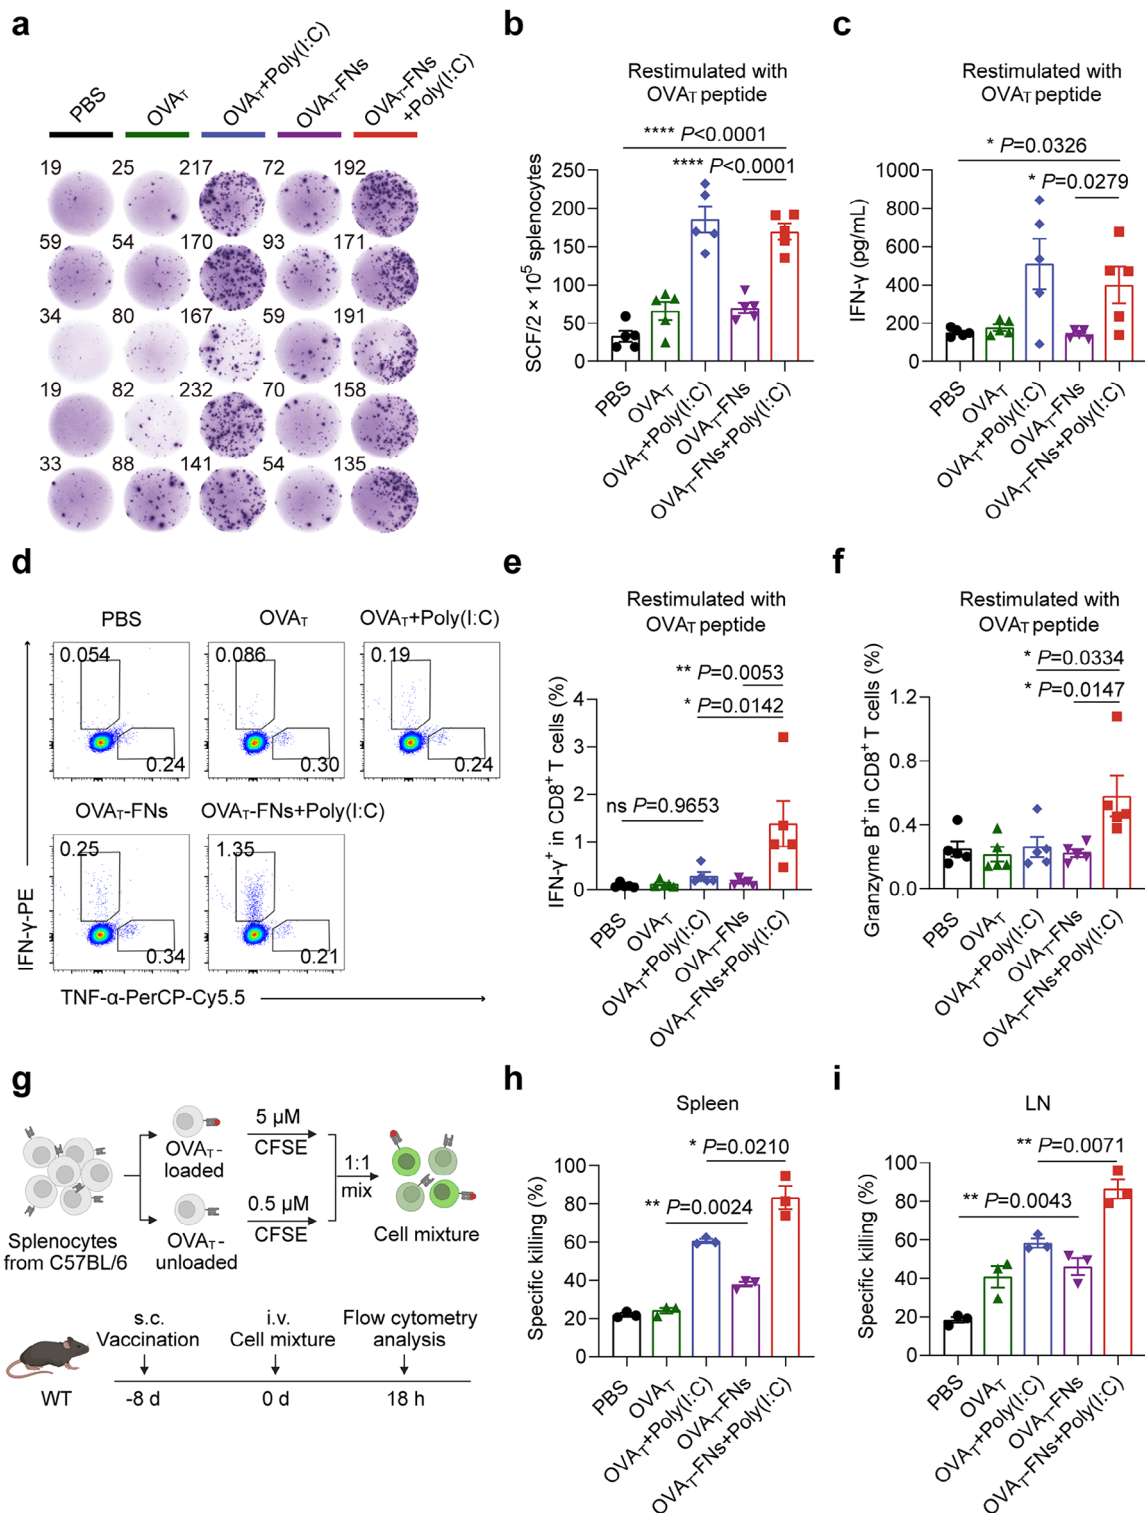 a
PBS
OVAT
OVAT+Poly(I:C)
OVAT-FNs
OVAT-FNs
+Poly(I:C)
19 25 217 72 192
59 54 170 93 171
34 80 167 59 191
19 82 232 70 158
33 88 141 54 135
b
Restimulated with
OVAT peptide
**** P<0.0001
**** P<0.0001
SCF/2 × 10⁵ splenocytes
250
200
150
100
50
0
PBS
OVAT
OVAT+Poly(I:C)
OVAT-FNs
OVAT-FNs+Poly(I:C)
c
Restimulated with
OVAT peptide
* P=0.0326
* P=0.0279
IFN-γ (pg/mL)
1000
800
600
400
200
0
PBS
OVAT
OVAT+Poly(I:C)
OVAT-FNs
OVAT-FNs+Poly(I:C)
d
PBS
OVAT
OVAT+Poly(I:C)
0.054
0.086
0.19
0.24
0.30
0.24
OVAT-FNs
OVAT-FNs+Poly(I:C)
0.25
1.35
0.34
0.21
IFN-γ-PE
TNF-α-PerCP-Cy5.5
e
Restimulated with
OVAT peptide
** P=0.0053
* P=0.0142
ns P=0.9653
IFN-γ⁺ in CD8⁺ T cells (%)
4
3
2
1
0
PBS
OVAT
OVAT+Poly(I:C)
OVAT-FNs
OVAT-FNs+Poly(I:C)
f
Restimulated with
OVAT peptide
* P=0.0334
* P=0.0147
Granzyme B⁺ in CD8⁺ T cells (%)
1.2
0.8
0.4
0.0
PBS
OVAT
OVAT+Poly(I:C)
OVAT-FNs
OVAT-FNs+Poly(I:C)
g
Splenocytes
from C57BL/6
OVAT-
loaded
OVAT-
unloaded
5 μM
CFSE
0.5 μM
CFSE
1:1
mix
Cell mixture
s.c.
Vaccination
i.v.
Cell mixture
Flow cytometry
analysis
WT
-8 d
0 d
18 h
h
Spleen
* P=0.0210
** P=0.0024
Specific killing (%)
100
80
60
40
20
0
PBS
OVAT
OVAT+Poly(I:C)
OVAT-FNs
OVAT-FNs+Poly(I:C)
i
LN
** P=0.0071
** P=0.0043
Specific killing (%)
100
80
60
40
20
0
PBS
OVAT
OVAT+Poly(I:C)
OVAT-FNs
OVAT-FNs+Poly(I:C)